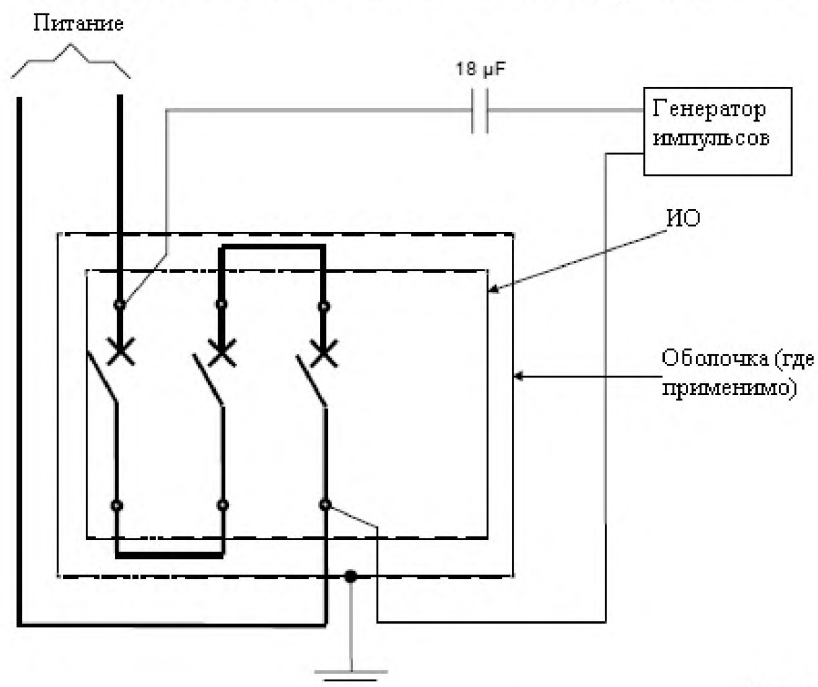 Питание
18 µF
Генератор
импульсов
ИО
Оболочка (где
применимо)